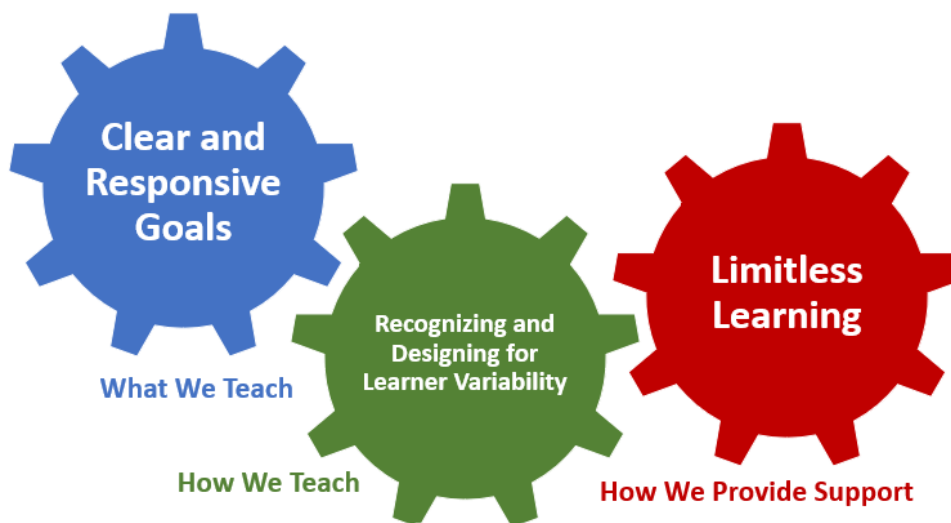 Clear and
Responsive
Goals
What We Teach
Recognizing and
Designing for
Learner Variability
How We Teach
Limitless
Learning
How We Provide Support